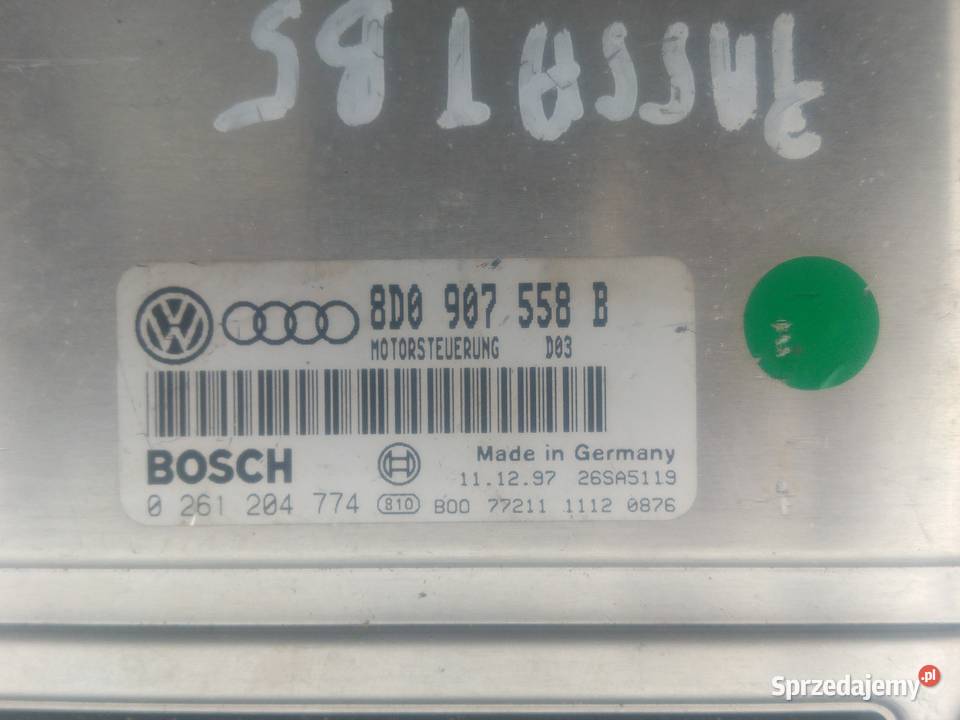 PASSAT B5
8D0 907 558 B
MOTORSTEUERUNG D03
BOSCH
Made in Germany
11.12.97 26SA5119
0 261 204 774 810 B00 77211 1112 0876
Sprzedajemy.pl